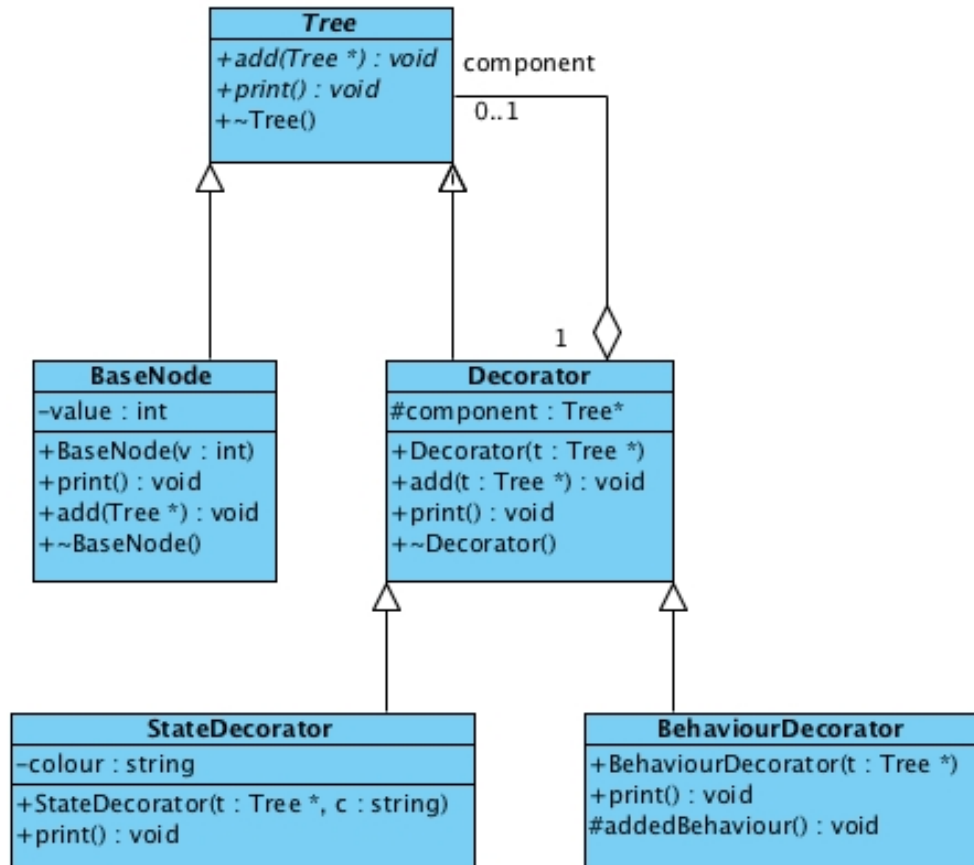 Tree
+add(Tree *) : void
+print() : void
+~Tree()
component
0..1
1
BaseNode
-value : int
+BaseNode(v : int)
+print() : void
+add(Tree *) : void
+~BaseNode()
Decorator
#component : Tree*
+Decorator(t : Tree *)
+add(t : Tree *) : void
+print() : void
+~Decorator()
StateDecorator
-colour : string
+StateDecorator(t : Tree *, c : string)
+print() : void
BehaviourDecorator
+BehaviourDecorator(t : Tree *)
+print() : void
#addedBehaviour() : void